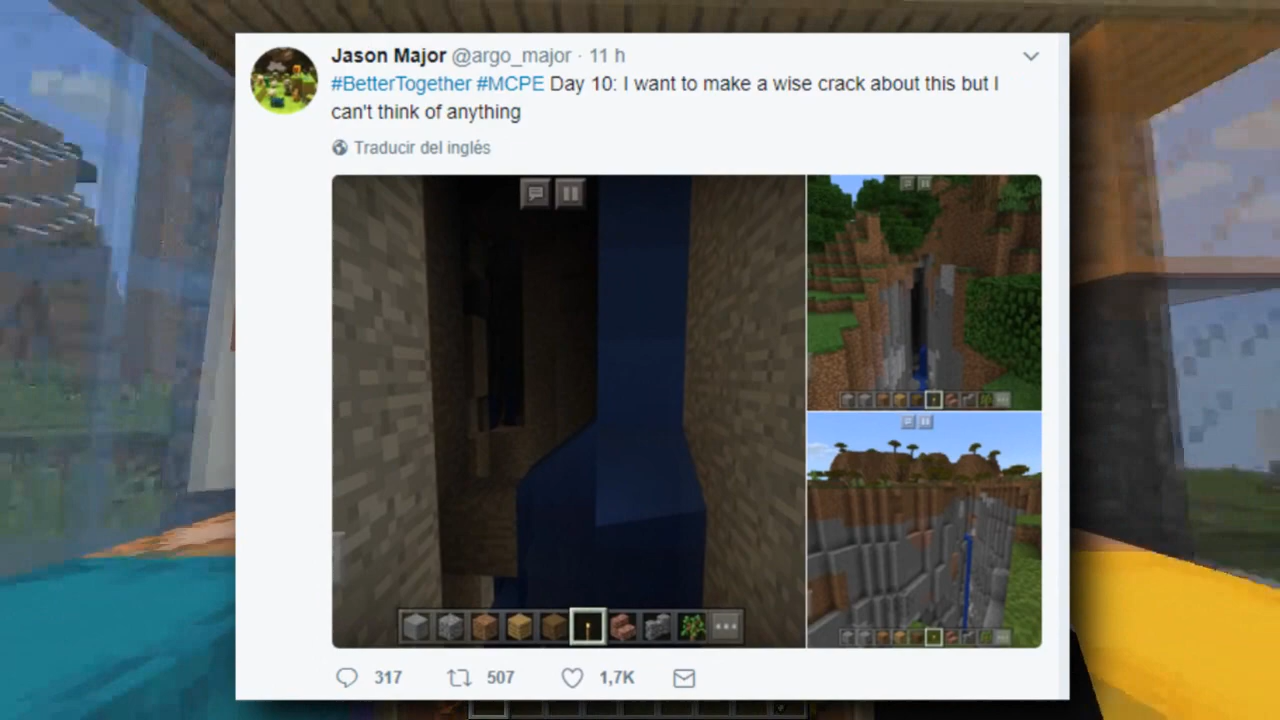 Jason Major @argo_major · 11 h
#BetterTogether #MCPE Day 10: I want to make a wise crack about this but I
can't think of anything
Traducir del inglés
317 507 1,7K